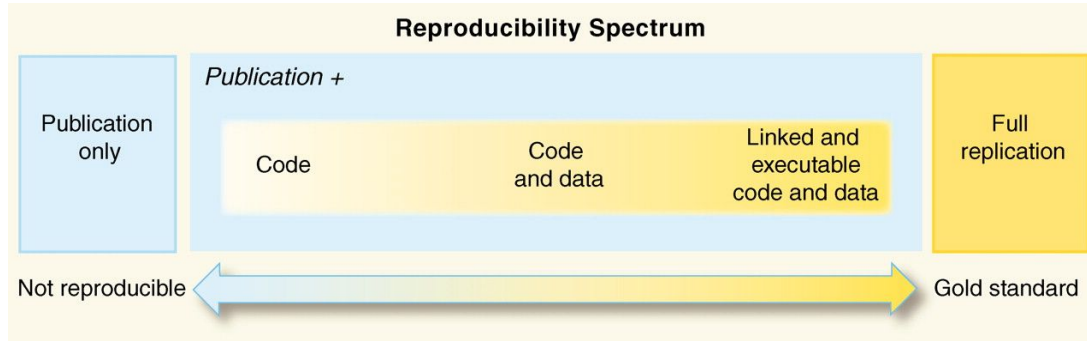 Reproducibility Spectrum
Publication only
Publication +
Code
Code
and data
Linked and
executable
code and data
Full
replication
Not reproducible
Gold standard